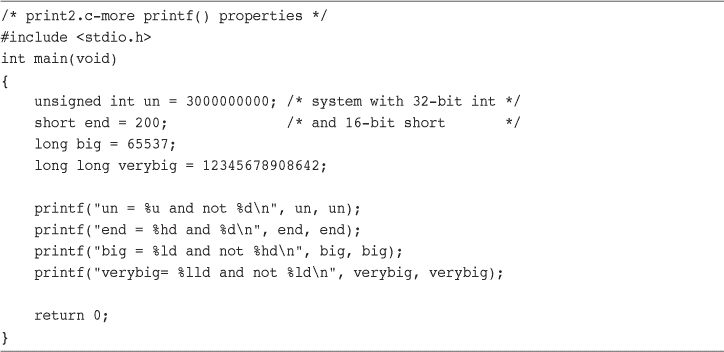 /* print2.c-more printf() properties */
#include <stdio.h>
int main(void)
{
    unsigned int un = 3000000000; /* system with 32-bit int */
    short end = 200;              /* and 16-bit short       */
    long big = 65537;
    long long verybig = 12345678908642;

    printf("un = %u and not %d\n", un, un);
    printf("end = %hd and %d\n", end, end);
    printf("big = %ld and not %hd\n", big, big);
    printf("verybig= %lld and not %ld\n", verybig, verybig);

    return 0;
}